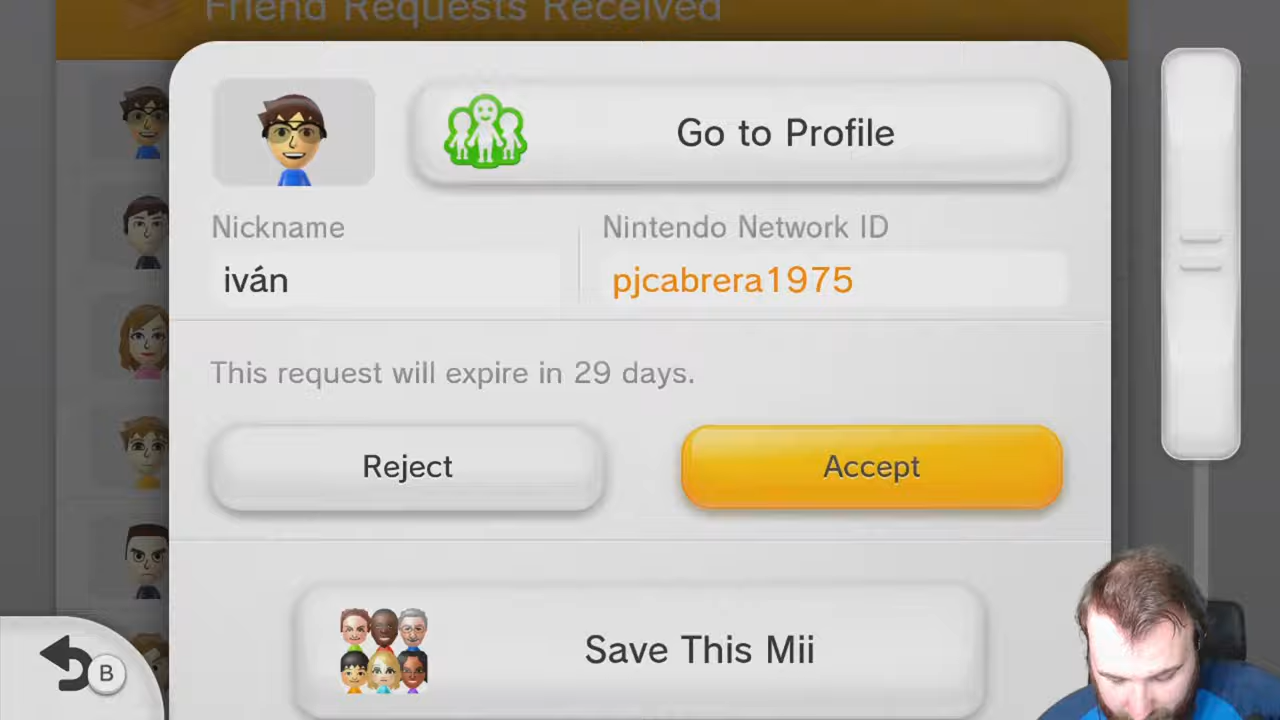 Friend Requests Received
Go to Profile
Nickname
Nintendo Network ID
iván
pjcabrera1975
This request will expire in 29 days.
Reject
Accept
Save This Mii
B